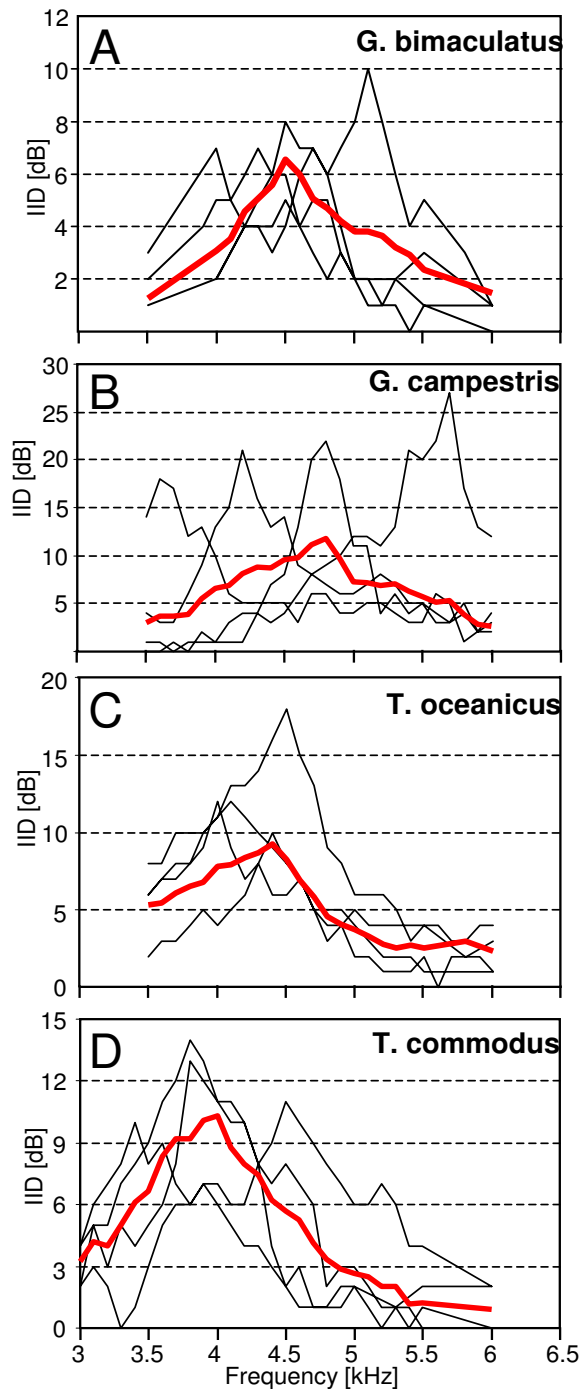 A
G. bimaculatus
12
10
8
6
4
2
IID [dB]
B
G. campestris
30
25
20
15
10
5
IID [dB]
C
T. oceanicus
20
15
10
5
0
IID [dB]
D
T. commodus
15
12
9
6
3
0
IID [dB]
3 3.5 4 4.5 5 5.5 6 6.5
Frequency [kHz]